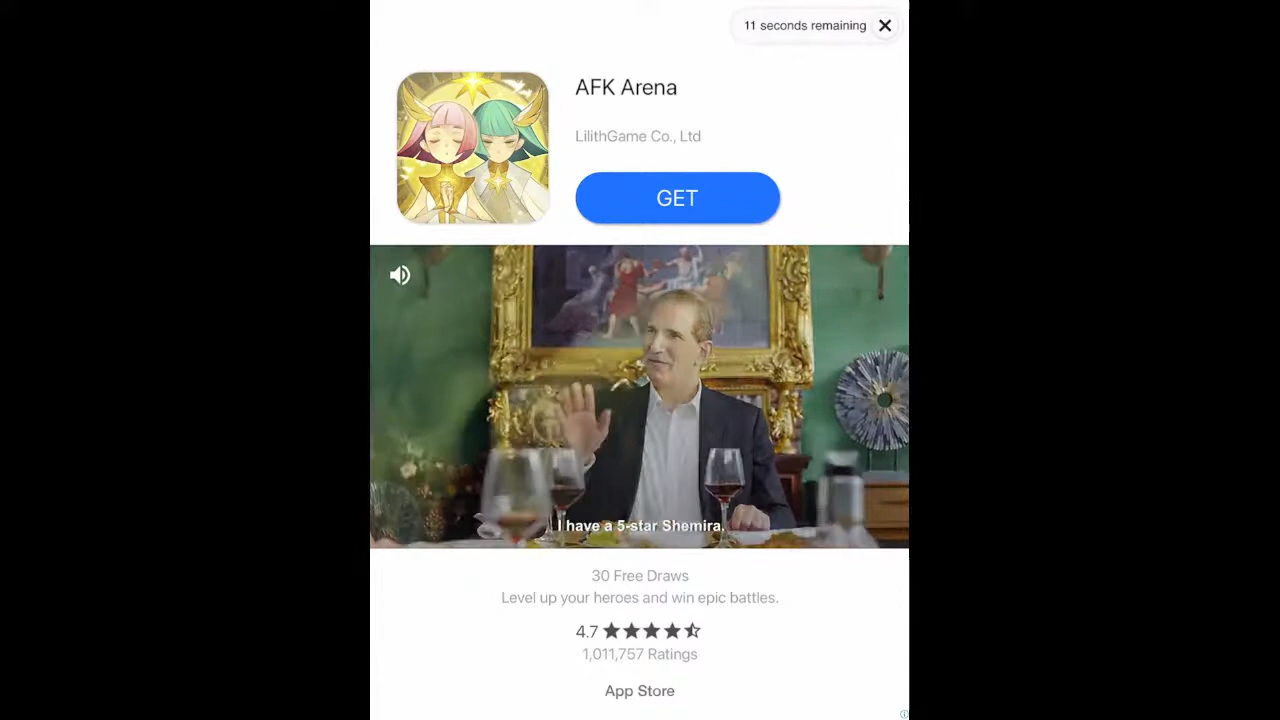 11 seconds remaining
AFK Arena
LilithGame Co., Ltd
GET
I have a 5-star Shemira.
30 Free Draws
Level up your heroes and win epic battles.
4.7
1,011,757 Ratings
App Store